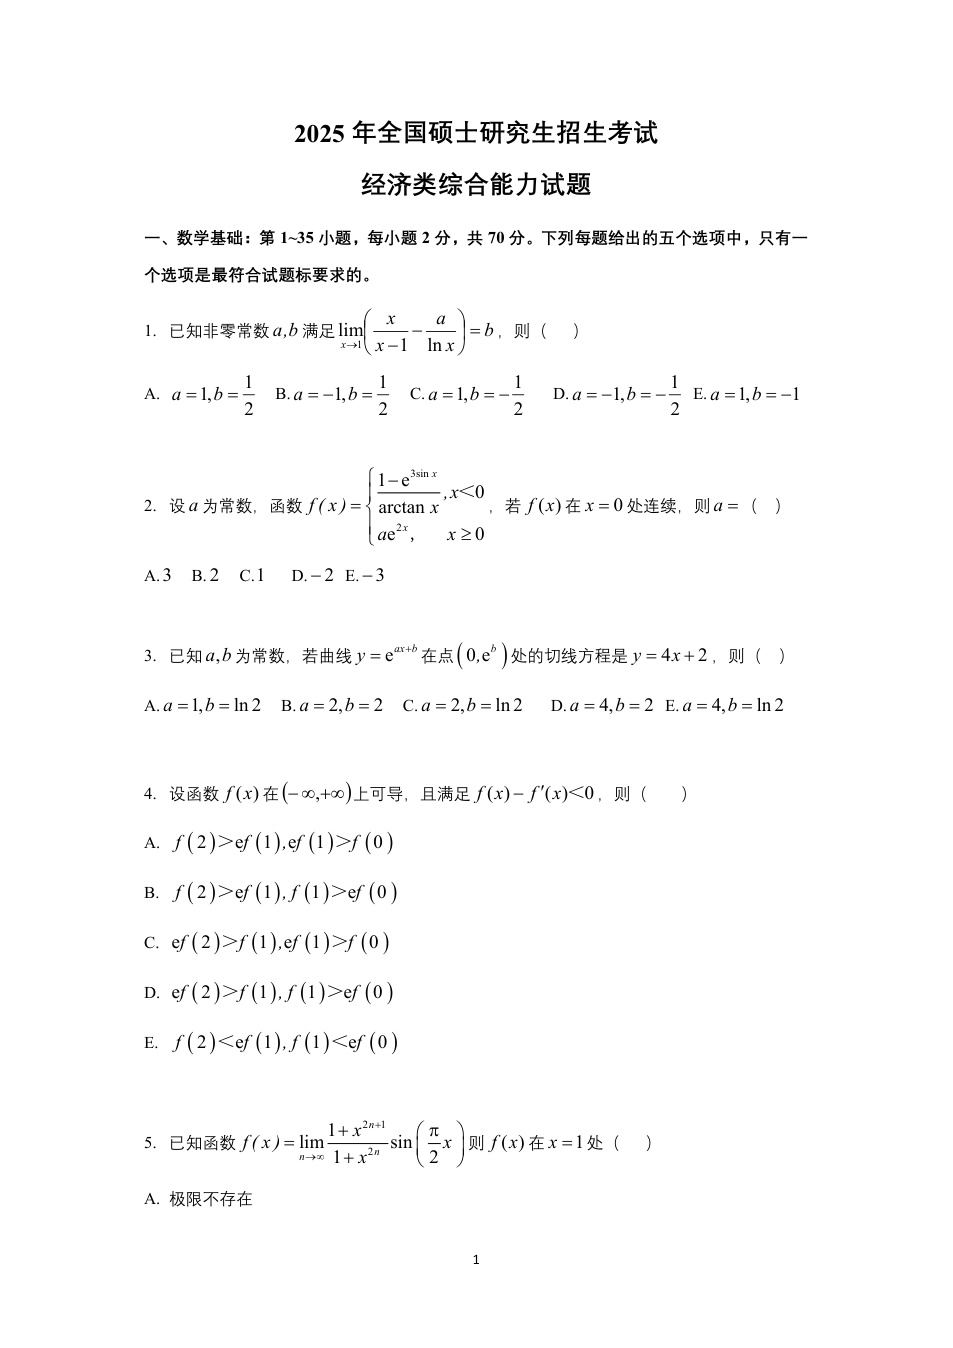 2025 年全国硕士研究生招生考试
经济类综合能力试题
一、数学基础：第 1~35 小题，每小题 2 分，共 70 分。下列每题给出的五个选项中，只有一
个选项是最符合试题标要求的。
1. 已知非零常数 a,b 满足 lim_{x→1}(x/(x−1) − a/ln x) = b，则（ ）
A. a=1,b=1/2 B. a=−1,b=1/2 C. a=1,b=−1/2 D. a=−1,b=−1/2 E. a=1,b=−1
2. 设 a 为常数，函数 f(x)={(1−e^{3sin x})/(arctan x), x<0; ae^{2x}, x≥0，若 f(x) 在 x=0 处连续，则 a=（ ）
A. 3 B. 2 C. 1 D. −2 E. −3
3. 已知 a,b 为常数，若曲线 y=e^{ax+b} 在点 (0,e^b) 处的切线方程是 y=4x+2，则（ ）
A. a=1,b=ln2 B. a=2,b=2 C. a=2,b=ln2 D. a=4,b=2 E. a=4,b=ln2
4. 设函数 f(x) 在 (−∞,+∞) 上可导，且满足 f(x)−f′(x)<0，则（ ）
A. f(2)>ef(1),ef(1)>f(0)
B. f(2)>ef(1),f(1)>ef(0)
C. ef(2)>f(1),ef(1)>f(0)
D. ef(2)>f(1),f(1)>ef(0)
E. f(2)<ef(1),f(1)<ef(0)
5. 已知函数 f(x)=lim_{n→∞} (1+x^{2n+1})/(1+x^{2n}) sin(π/2 x) 则 f(x) 在 x=1 处（ ）
A. 极限不存在
1